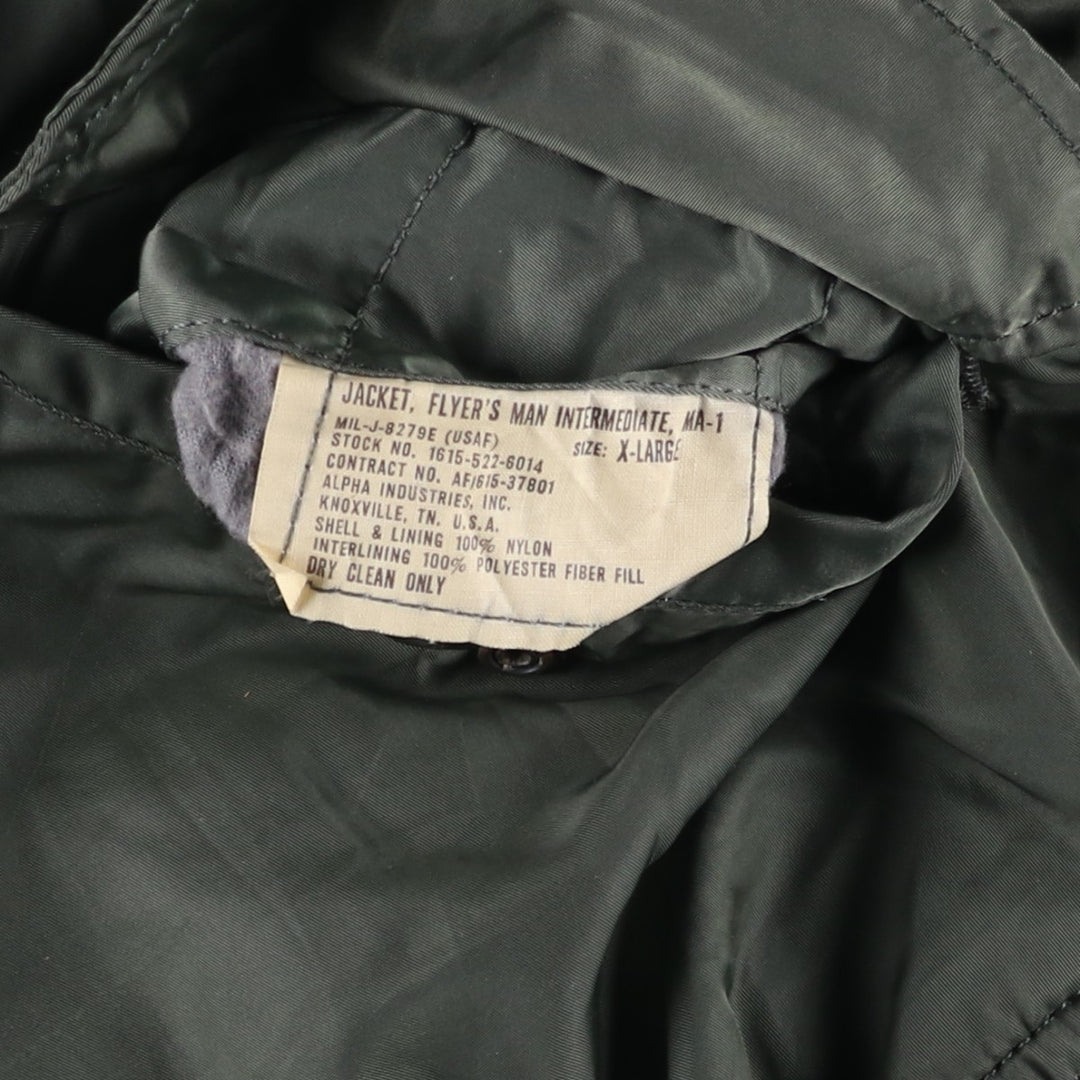 JACKET, FLYER'S MAN INTERMEDIATE, MA-1
MIL-J-8279E (USAF) SIZE: X-LARGE
STOCK NO. 1615-522-6014
CONTRACT NO. AF/615-37801
ALPHA INDUSTRIES, INC.
KNOXVILLE, TN. U.S.A.
SHELL & LINING 100% NYLON
INTERLINING 100% POLYESTER FIBER FILL
DRY CLEAN ONLY